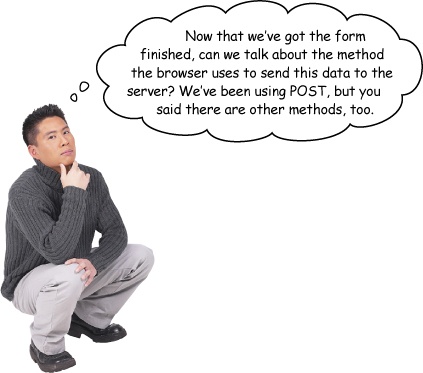 Now that we've got the form
finished, can we talk about the method
the browser uses to send this data to the
server? We've been using POST, but you
said there are other methods, too.